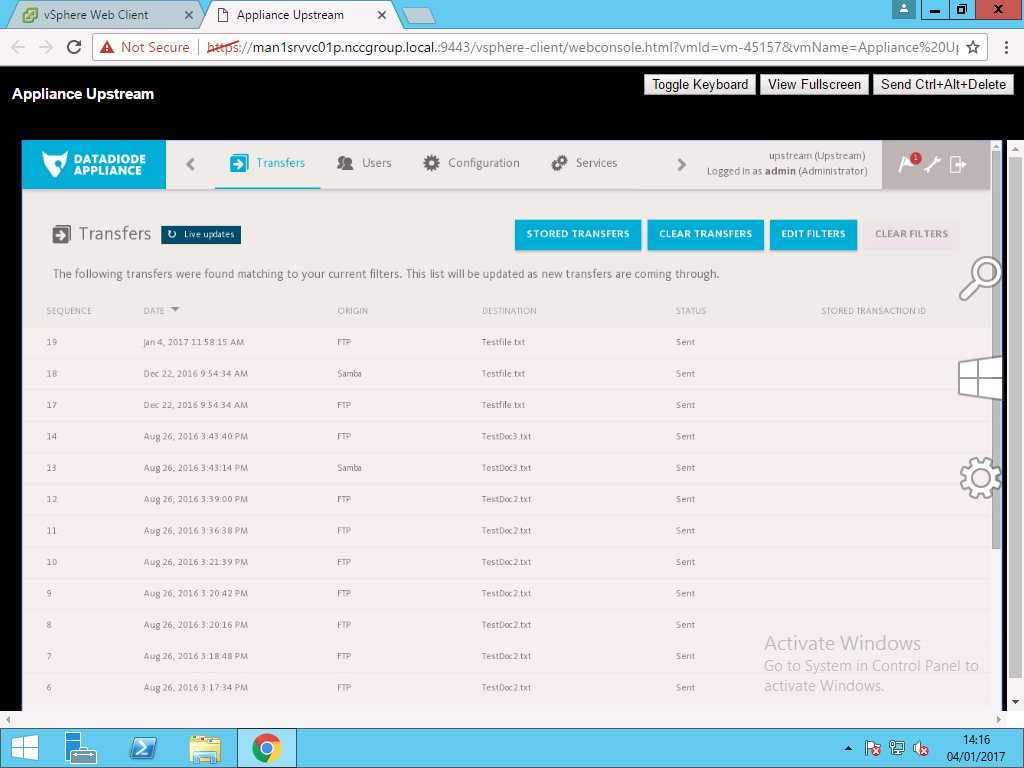 vSphere Web Client
Appliance Upstream
Not Secure https://man1srvvc01p.nccgroup.local.:9443/vsphere-client/webconsole.html?vmId=vm-45157&vmName=Appliance%20Up
Appliance Upstream
Toggle Keyboard View Fullscreen Send Ctrl+Alt+Delete
DATADIODE
APPLIANCE
Transfers Users Configuration Services
upstream (Upstream)
Logged in as admin (Administrator)
1
Transfers Live updates
STORED TRANSFERS CLEAR TRANSFERS EDIT FILTERS CLEAR FILTERS
The following transfers were found matching to your current filters. This list will be updated as new transfers are coming through.
SEQUENCE DATE ORIGIN DESTINATION STATUS STORED TRANSACTION ID
19 Jan 4, 2017 11:58:15 AM FTP Testfile.txt Sent
18 Dec 22, 2016 9:54:34 AM Samba Testfile.txt Sent
17 Dec 22, 2016 9:54:34 AM FTP Testfile.txt Sent
14 Aug 26, 2016 3:43:40 PM FTP TestDoc3.txt Sent
13 Aug 26, 2016 3:43:14 PM Samba TestDoc3.txt Sent
12 Aug 26, 2016 3:39:00 PM FTP TestDoc2.txt Sent
11 Aug 26, 2016 3:36:38 PM FTP TestDoc2.txt Sent
10 Aug 26, 2016 3:21:39 PM FTP TestDoc2.txt Sent
9 Aug 26, 2016 3:20:42 PM FTP TestDoc2.txt Sent
8 Aug 26, 2016 3:20:16 PM FTP TestDoc2.txt Sent
7 Aug 26, 2016 3:18:48 PM FTP TestDoc2.txt Sent
6 Aug 26, 2016 3:17:34 PM FTP TestDoc2.txt Sent
Activate Windows
Go to System in Control Panel to
activate Windows.
14:16
04/01/2017